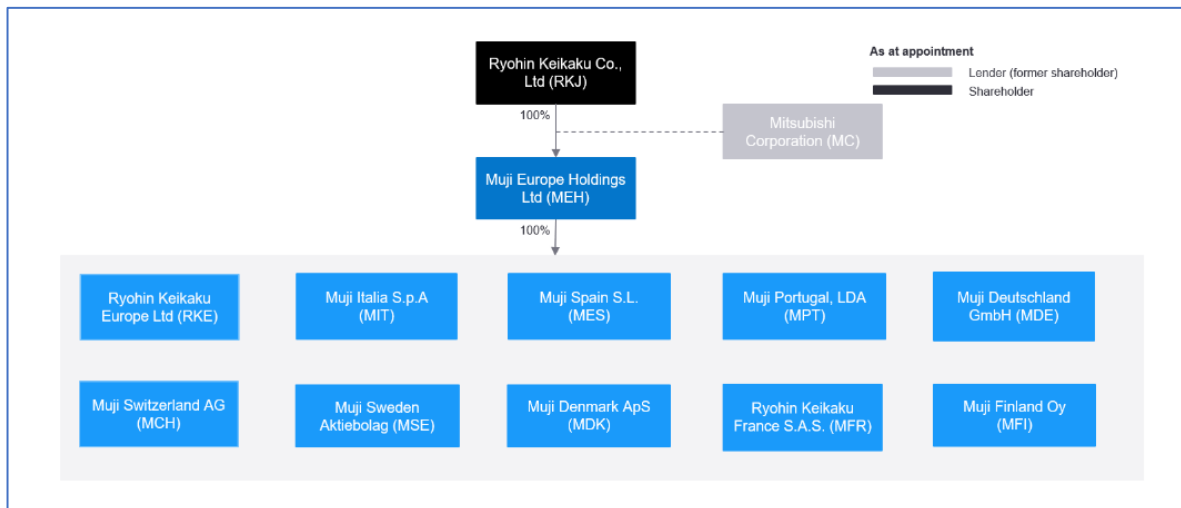 Ryohin Keikaku Co.,
Ltd (RKJ)
As at appointment
Lender (former shareholder)
Shareholder
100%
Mitsubishi
Corporation (MC)
Muji Europe Holdings
Ltd (MEH)
100%
Ryohin Keikaku
Europe Ltd (RKE)
Muji Italia S.p.A
(MIT)
Muji Spain S.L.
(MES)
Muji Portugal, LDA
(MPT)
Muji Deutschland
GmbH (MDE)
Muji Switzerland AG
(MCH)
Muji Sweden
Aktiebolag (MSE)
Muji Denmark ApS
(MDK)
Ryohin Keikaku
France S.A.S. (MFR)
Muji Finland Oy
(MFI)